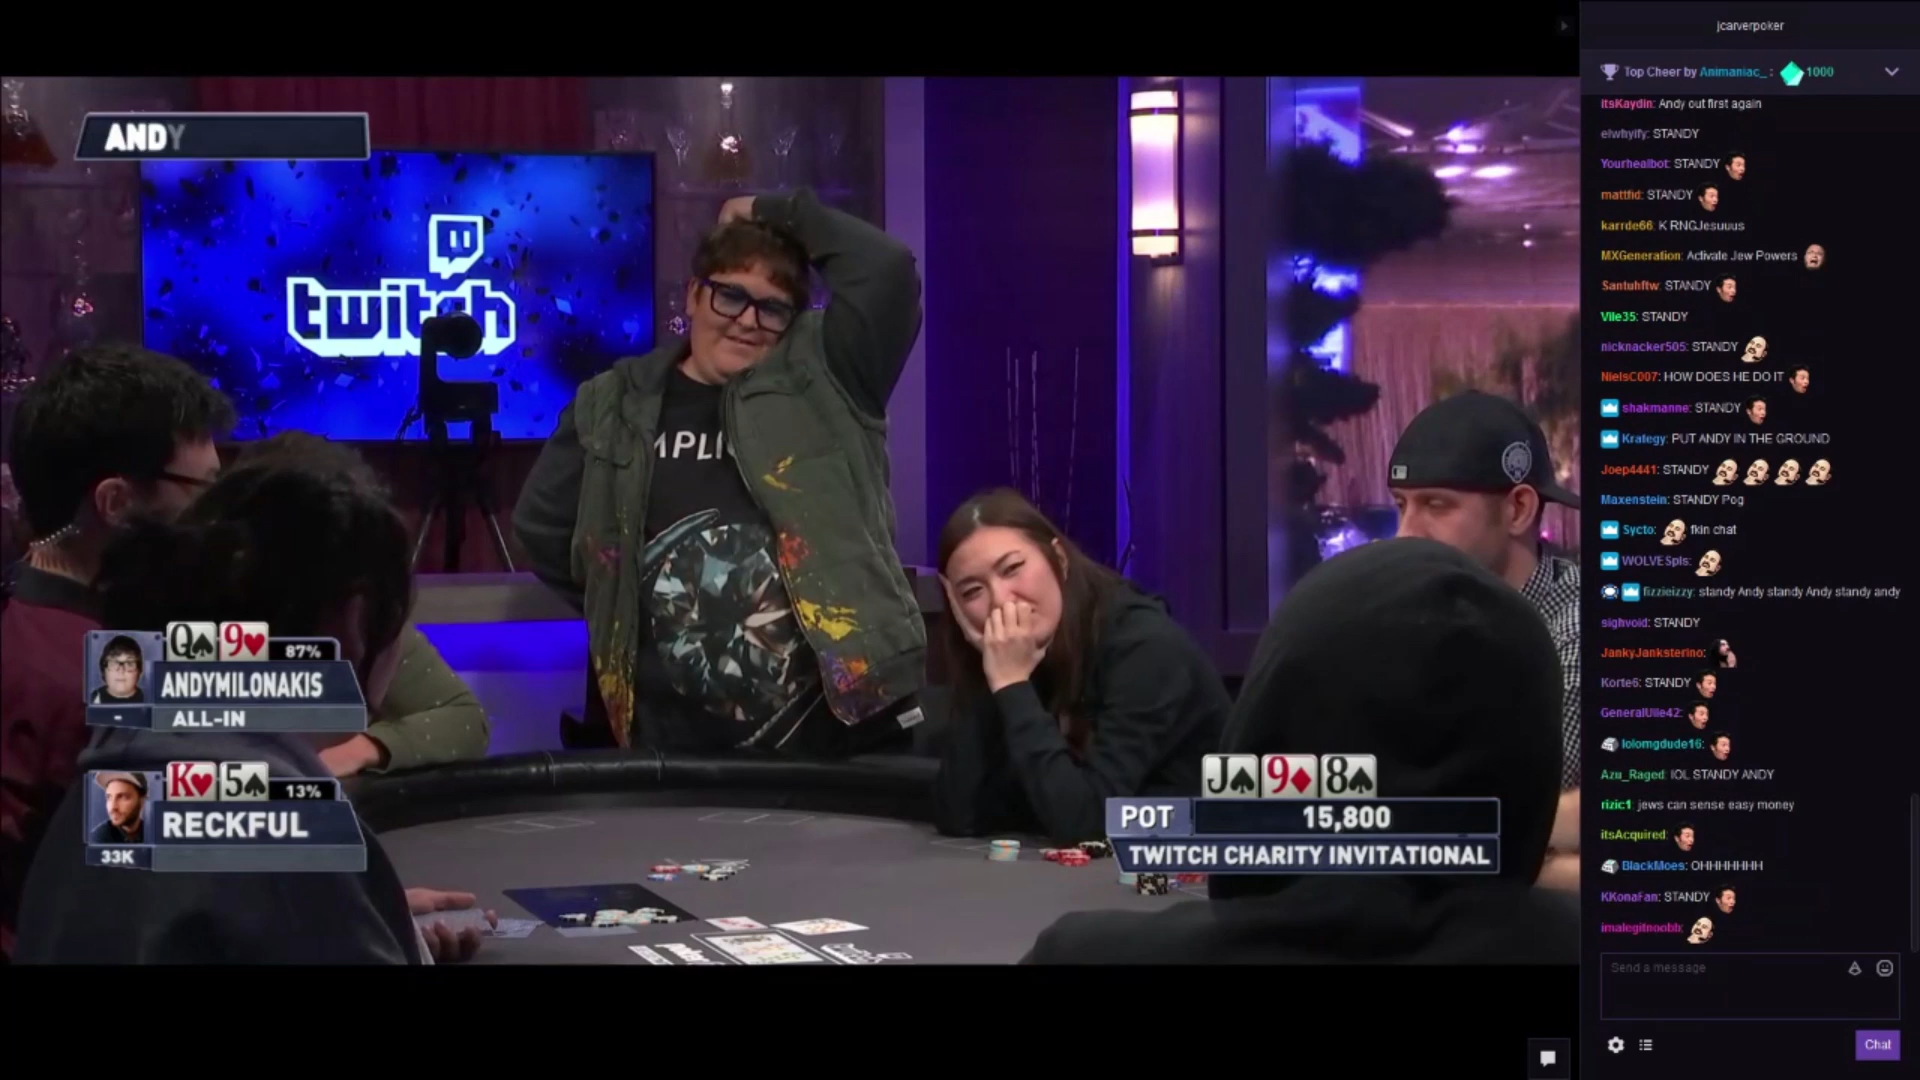 jcarverpoker
Top Cheer by Animaniac_ : 1000
itsKaydin: Andy out first again
elwhyify: STANDY
Yourhealbot: STANDY
mattfid: STANDY
karrde66: K RNGJesuuus
MXGeneration: Activate Jew Powers
Santuhftw: STANDY
Vile35: STANDY
nicknacker505: STANDY
NielsC007: HOW DOES HE DO IT
shakmanne: STANDY
Krategy: PUT ANDY IN THE GROUND
Joep4441: STANDY
Maxenstein: STANDY Pog
Sycto: fkin chat
WOLVESpls:
fizzieizzy: standy Andy standy Andy standy andy
sighvoid: STANDY
JankyJanksterino:
Korte6: STANDY
GeneralUlle42:
lolomgdude16:
Azu_Raged: lOL STANDY ANDY
rizic1: jews can sense easy money
itsAcquired:
BlackMoes: OHHHHHHH
KKonaFan: STANDY
imalegitnoobb:
Send a message
Chat
ANDY
twitch
MPLI
Q♠ 9♥ 87%
ANDYMILONAKIS
- ALL-IN
K♥ 5♠ 13%
RECKFUL
33K
J♠ 9♦ 8♠
POT 15,800
TWITCH CHARITY INVITATIONAL